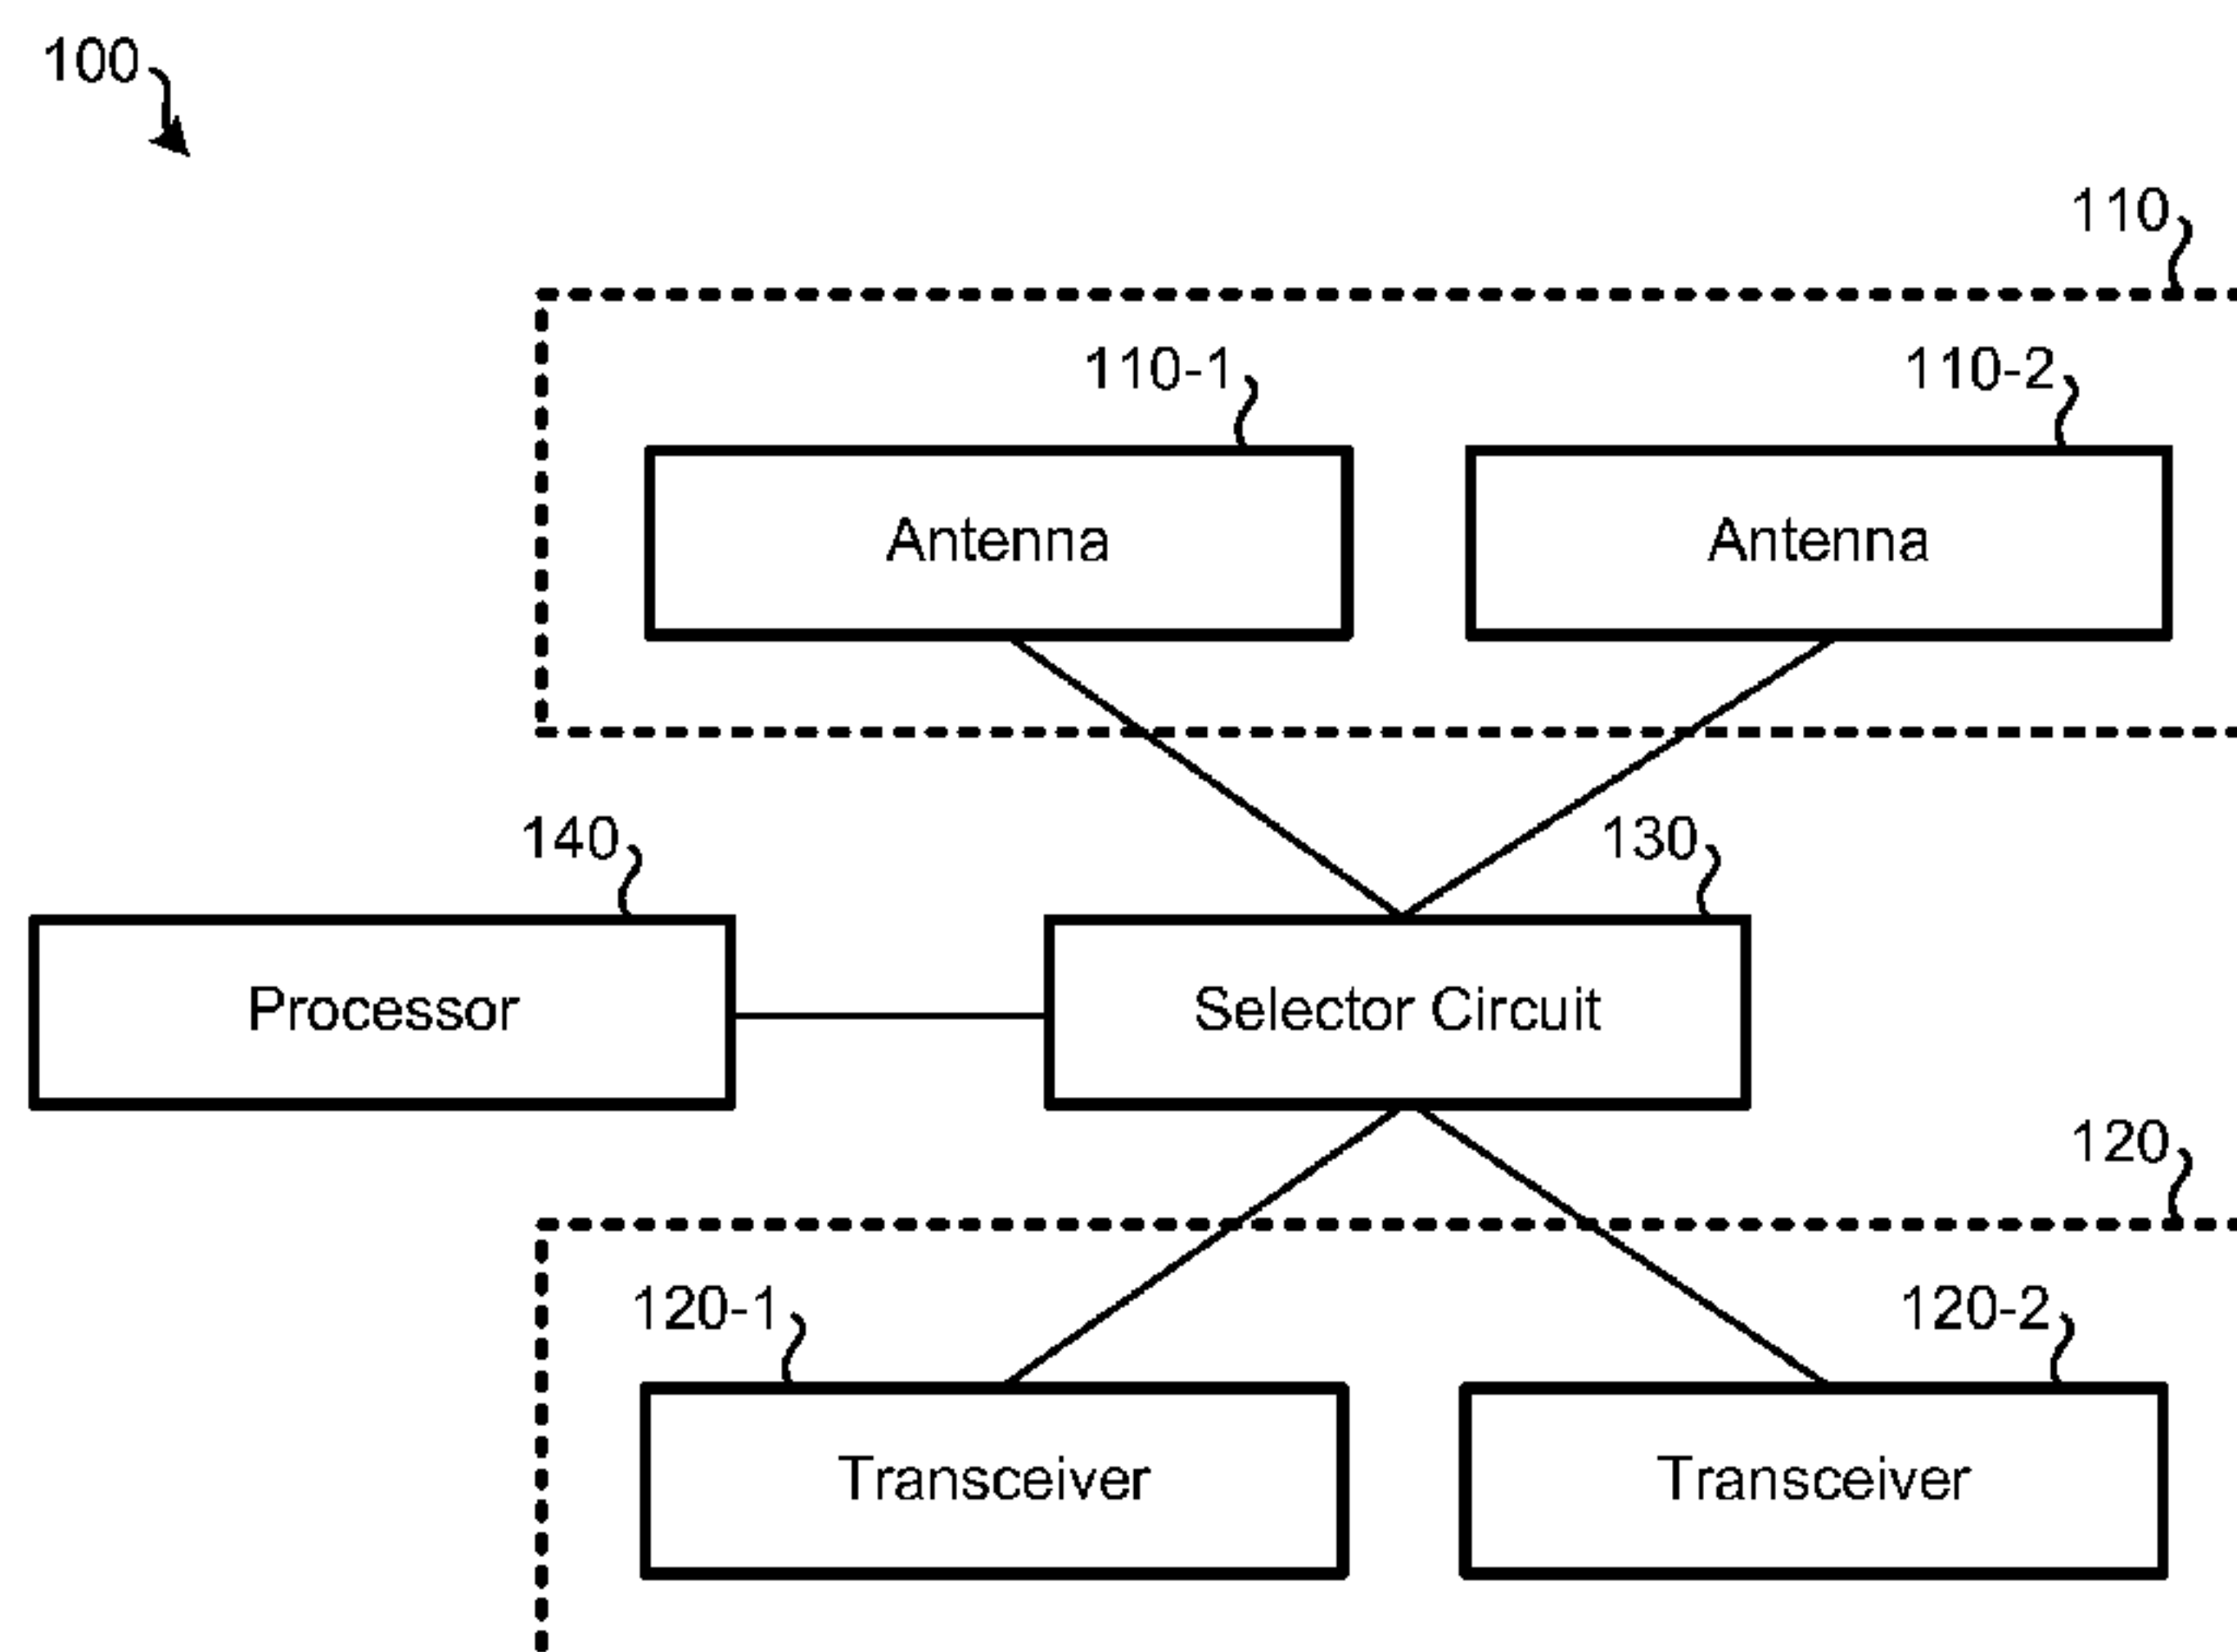 100
110
110-1
110-2
Antenna
Antenna
140
130
Processor
Selector Circuit
120
120-1
120-2
Transceiver
Transceiver